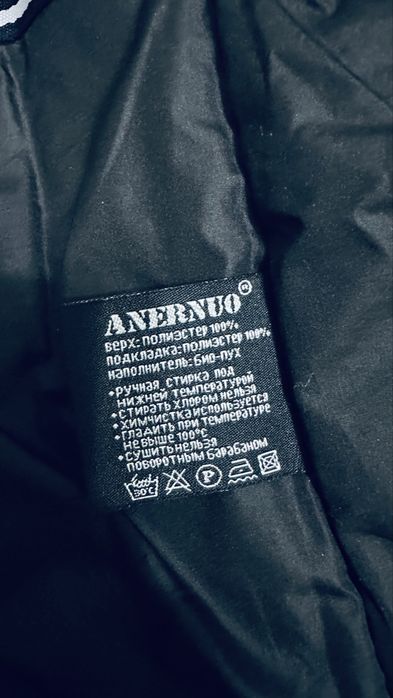 ANERNUO®
верх: полиэстер 100%
подкладка: полиэстер 100%
наполнитель: био-пух
•ручная, стирка под
нижней температурой
•стирать хлором нельзя
•химчистка используется
•гладить при температуре
не выше 100°с
•сушить нельзя
поворотным барабаном
30°C P